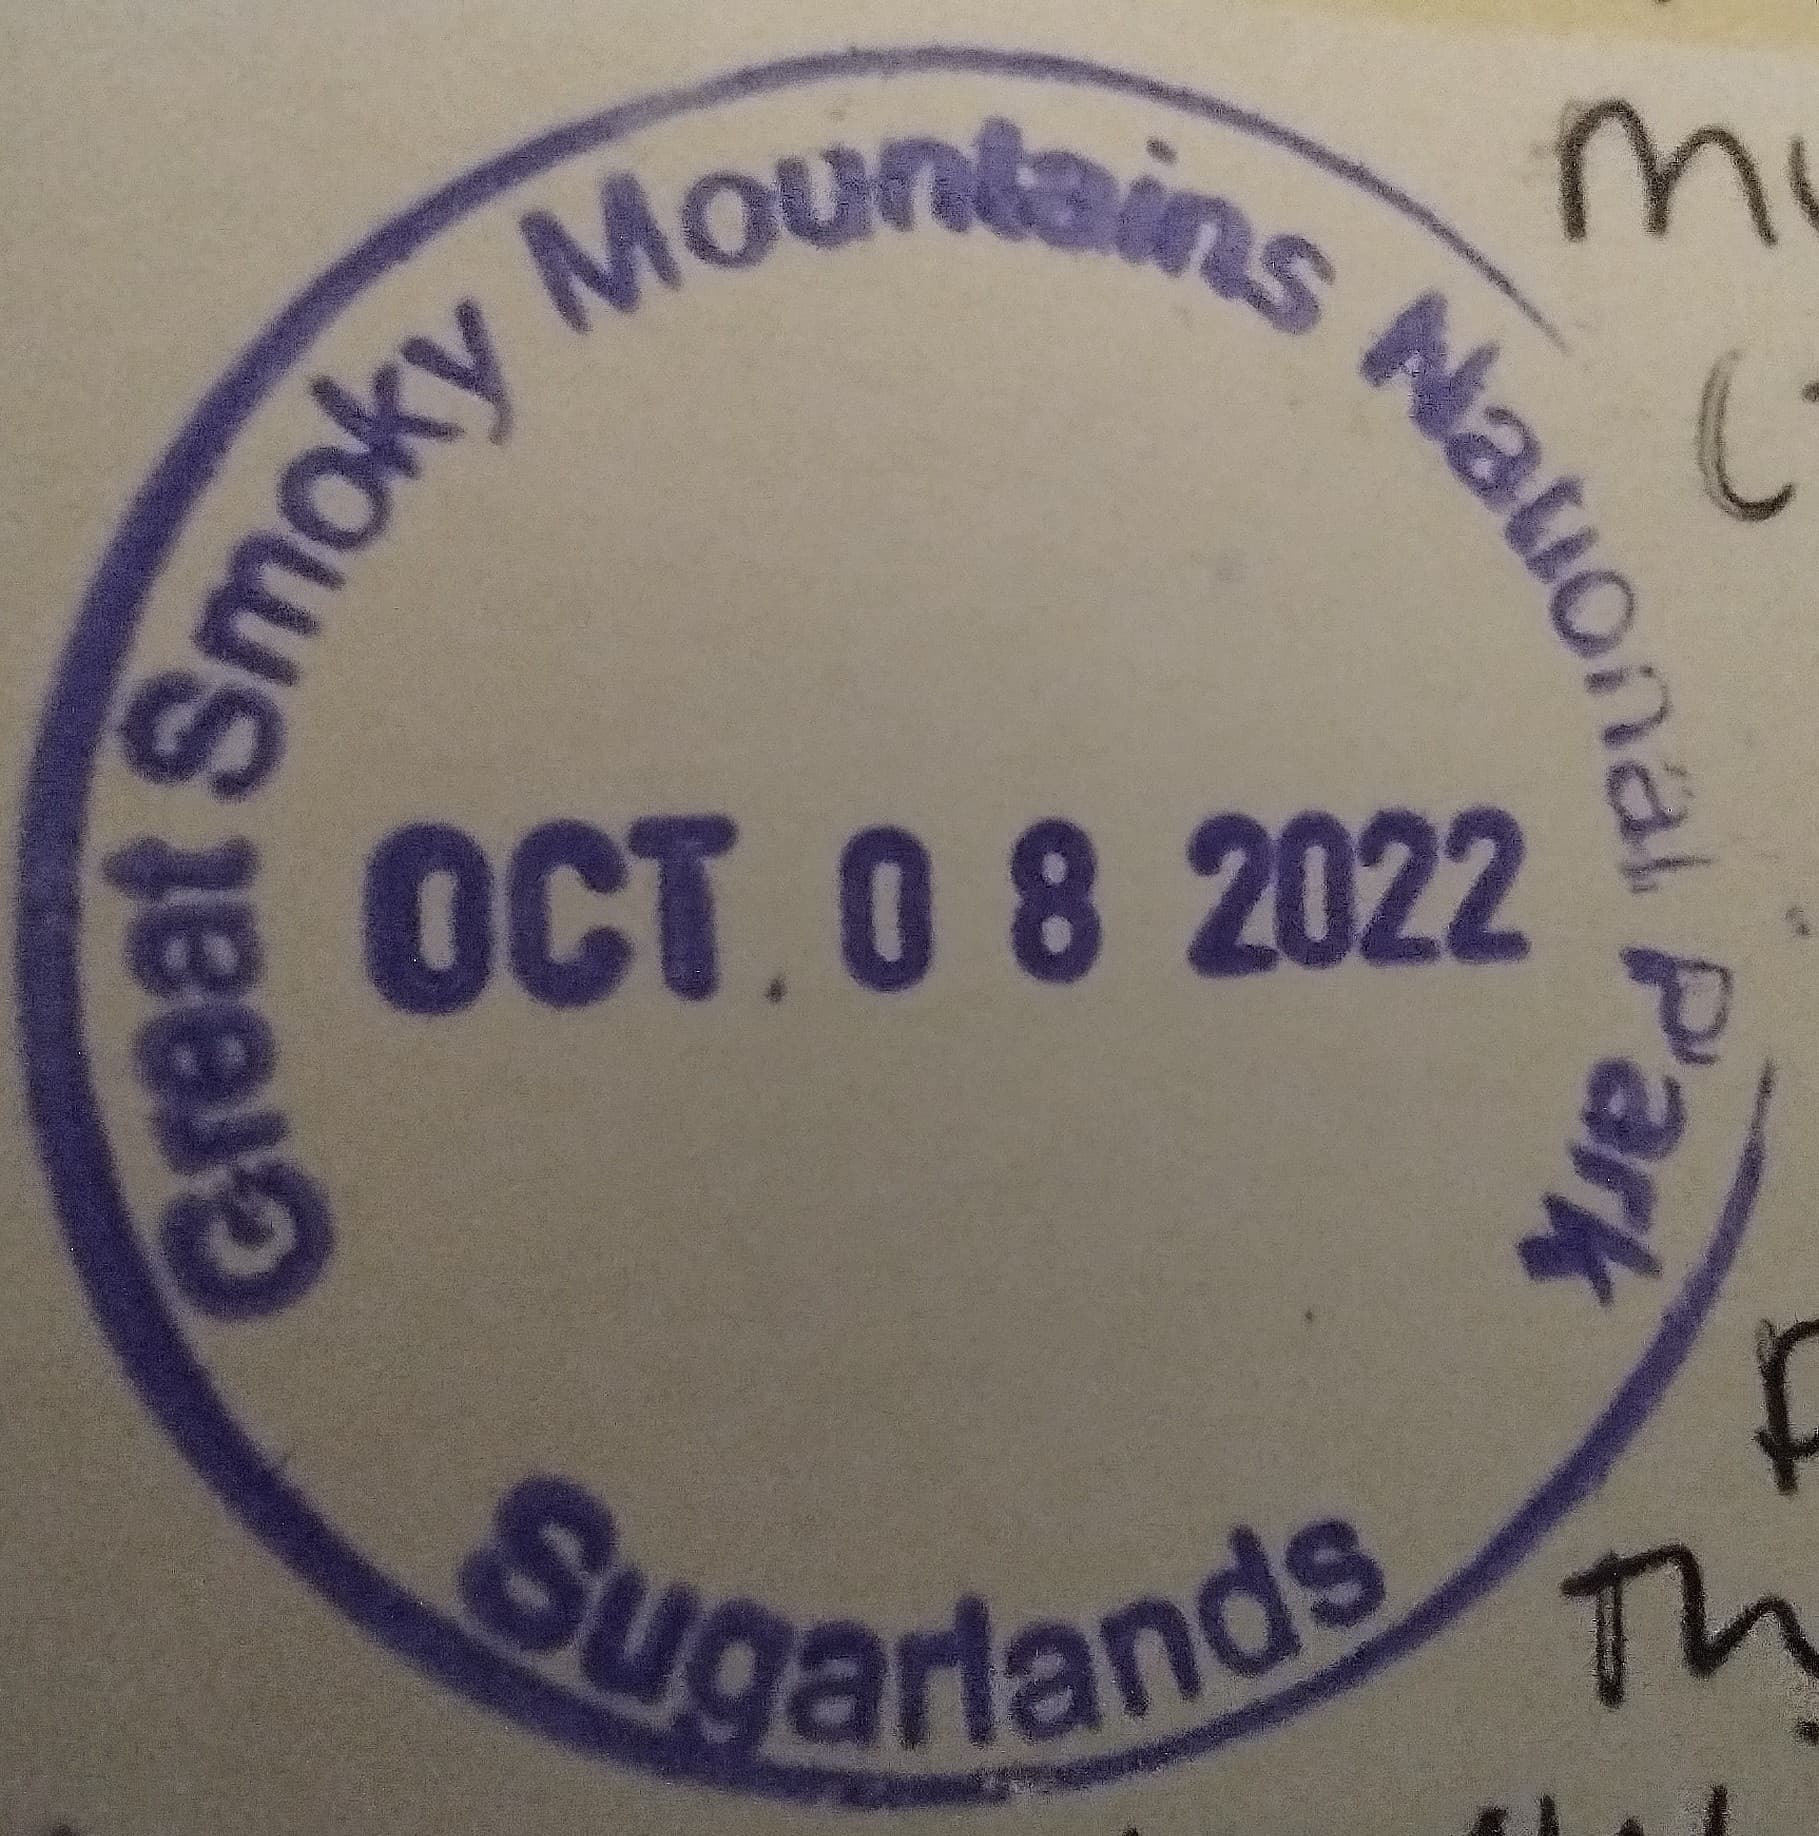 Great Smoky Mountains National Park
OCT. 08 2022
Sugarlands